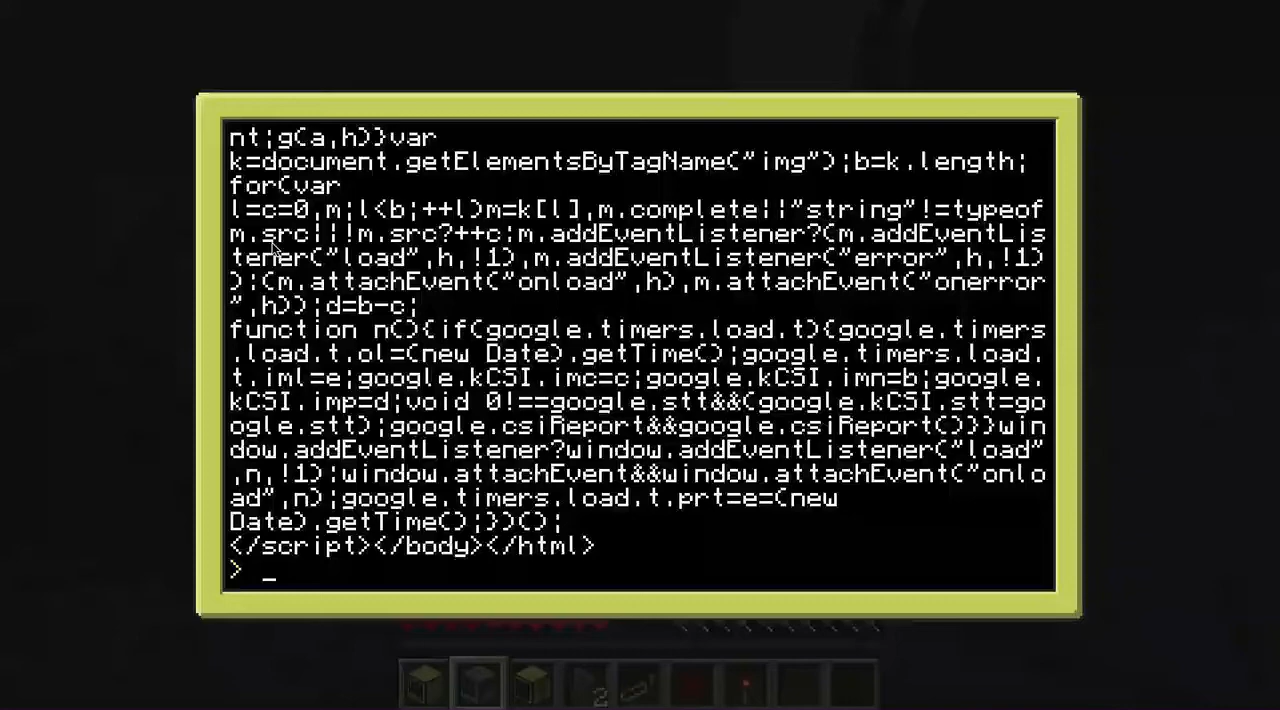 nt;g(a,h)}}var
k=document.getElementsByTagName("img");b=k.length;
for(var
l=c=0,m;l<b;++l)m=k[l],m.complete||"string"!=typeof
m.src||!m.src?++c:m.addEventListener?(m.addEventLis
tener("load",h,!1),m.addEventListener("error",h,!1)
):(m.attachEvent("onload",h),m.attachEvent("onerror
",h));d=b-c;
function n(){if(google.timers.load.t){google.timers
.load.t.ol=(new Date).getTime();google.timers.load.
t.iml=e;google.kCSI.imc=c;google.kCSI.imn=b;google.
kCSI.imp=d;void 0!==google.stt&&(google.kCSI.stt=go
ogle.stt);google.csiReport&&google.csiReport()}}win
dow.addEventListener?window.addEventListener("load"
,n,!1):window.attachEvent&&window.attachEvent("onlo
ad",n);google.timers.load.t.prt=e=(new
Date).getTime();})();
</script></body></html>
> _
2